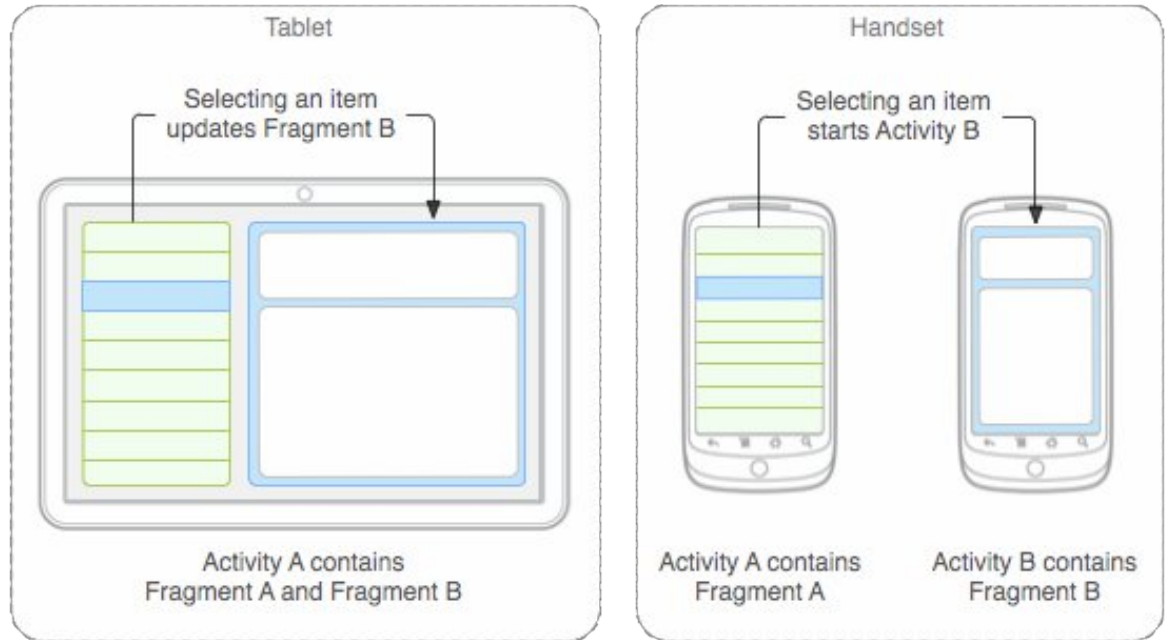 Tablet
Selecting an item
updates Fragment B
Activity A contains
Fragment A and Fragment B
Handset
Selecting an item
starts Activity B
Activity A contains
Fragment A
Activity B contains
Fragment B